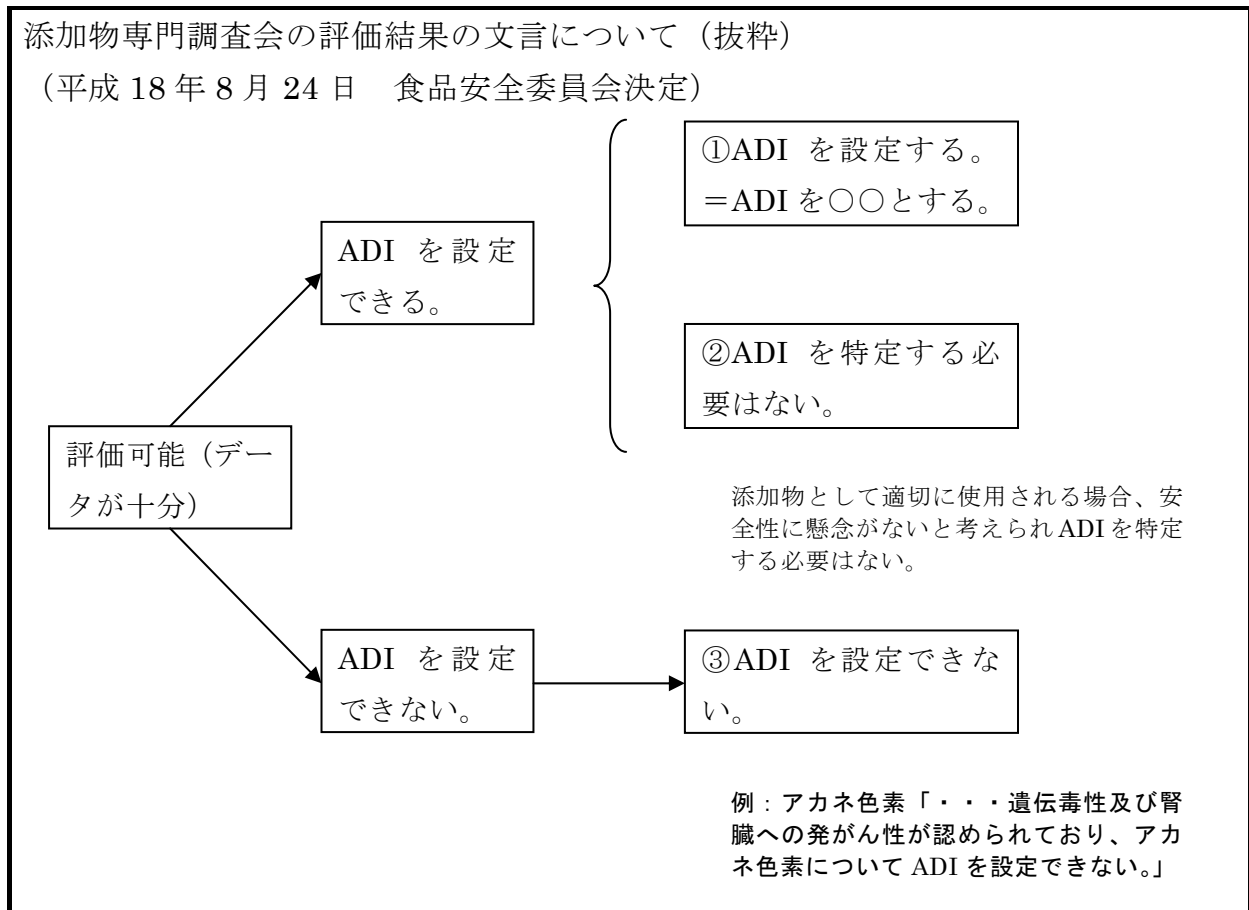 添加物専門調査会の評価結果の文言について（抜粋）
（平成 18 年 8 月 24 日　食品安全委員会決定）
①ADI を設定する。
＝ADI を○○とする。
ADI を設定
できる。
②ADI を特定する必
要はない。
評価可能（デー
タが十分）
添加物として適切に使用される場合、安
全性に懸念がないと考えられ ADI を特定
する必要はない。
ADI を設定
できない。
③ADI を設定できな
い。
例：アカネ色素「・・・遺伝毒性及び腎
臓への発がん性が認められており、アカ
ネ色素について ADI を設定できない。」